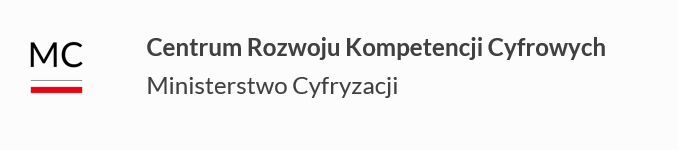 MC
Centrum Rozwoju Kompetencji Cyfrowych
Ministerstwo Cyfryzacji